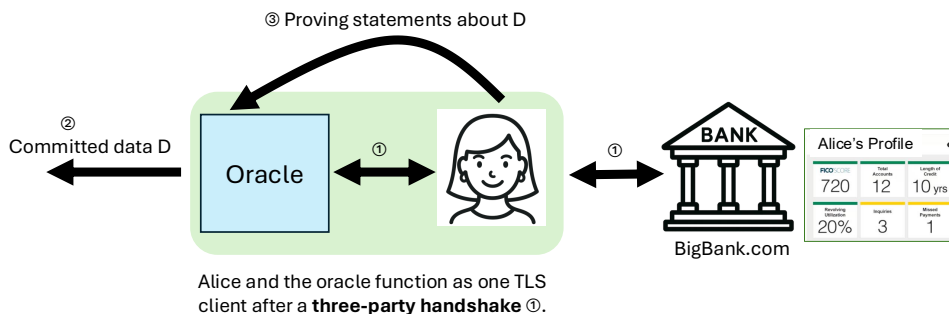 ③ Proving statements about D
②
Committed data D
Oracle
①
①
BANK
BigBank.com
Alice's Profile
FICO SCORE
720
Total
Accounts
12
Length of
Credit
10 yrs
Revolving
Utilization
20%
Inquiries
3
Missed
Payments
1
Alice and the oracle function as one TLS
client after a three-party handshake ①.